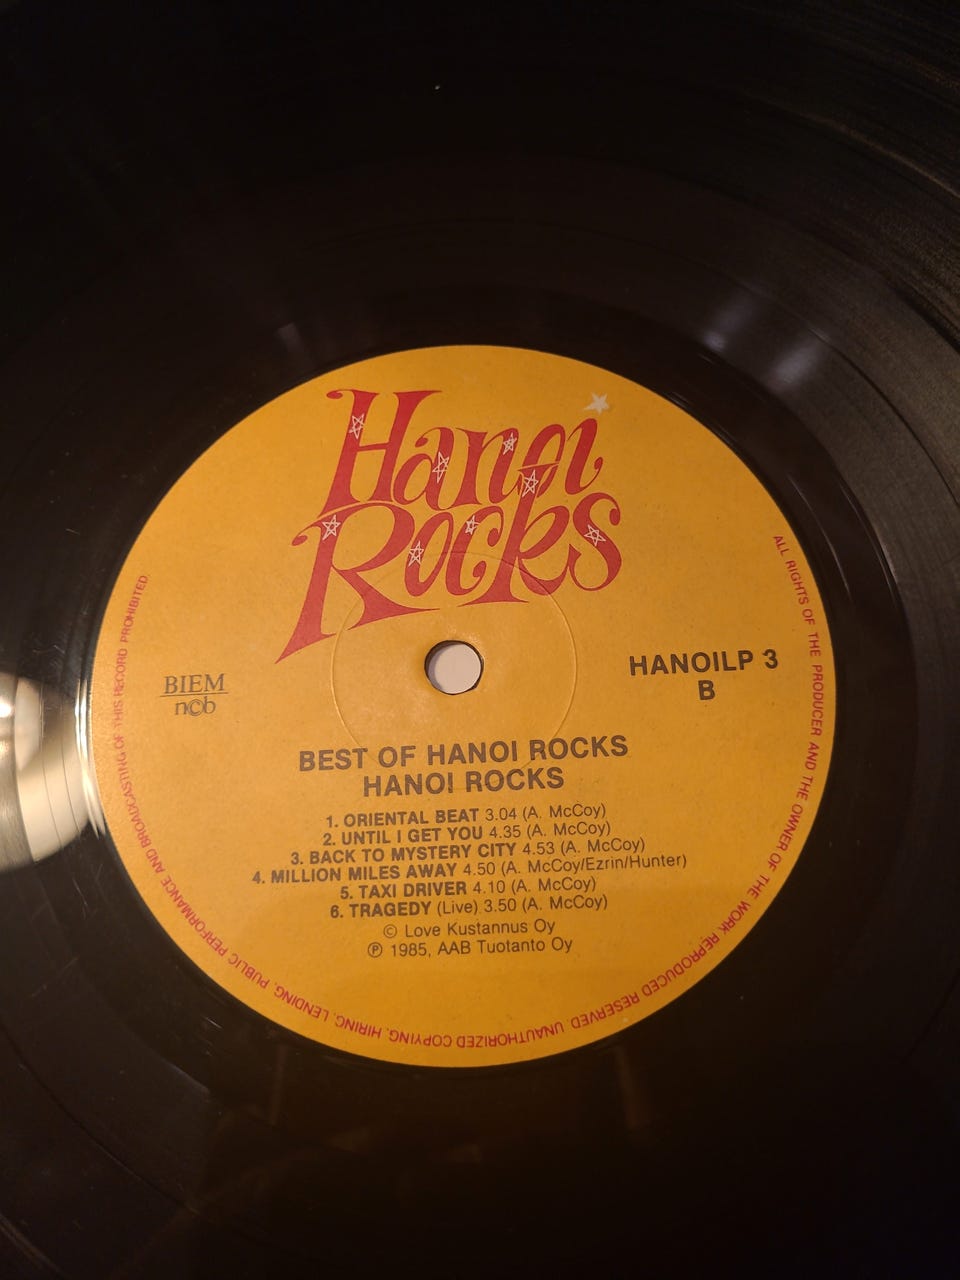 Hanoi
Rocks
BIEM
ncb
HANOILP 3
B
BEST OF HANOI ROCKS
HANOI ROCKS
1. ORIENTAL BEAT 3.04 (A. McCoy)
2. UNTIL I GET YOU 4.35 (A. McCoy)
3. BACK TO MYSTERY CITY 4.53 (A. McCoy)
4. MILLION MILES AWAY 4.50 (A. McCoy/Ezrin/Hunter)
5. TAXI DRIVER 4.10 (A. McCoy)
6. TRAGEDY (Live) 3.50 (A. McCoy)
© Love Kustannus Oy
℗ 1985, AAB Tuotanto Oy
ALL RIGHTS OF THE PRODUCER AND THE OWNER OF THE WORK REPRODUCED RESERVED. UNAUTHORIZED COPYING, HIRING, LENDING, PUBLIC PERFORMANCE AND BROADCASTING OF THIS RECORD PROHIBITED